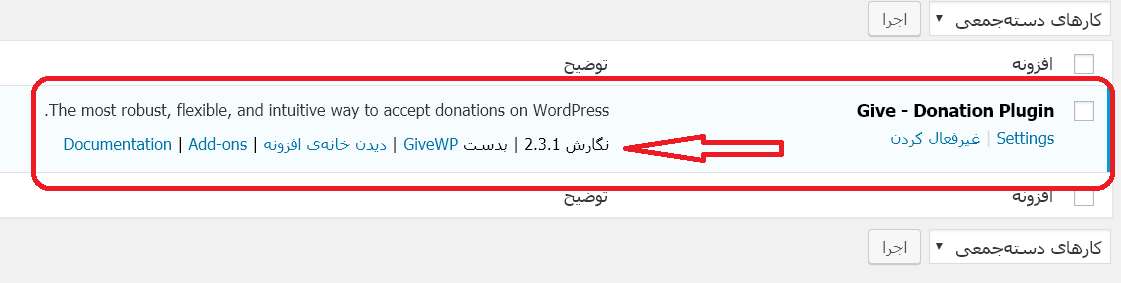 کارهای دسته‌جمعی اجرا
افزونه توضیح
Give - Donation Plugin
Settings | غیرفعال کردن
The most robust, flexible, and intuitive way to accept donations on WordPress.
نگارش 2.3.1 | بدست GiveWP | دیدن خانه‌ی افزونه | Add-ons | Documentation
افزونه توضیح
کارهای دسته‌جمعی اجرا